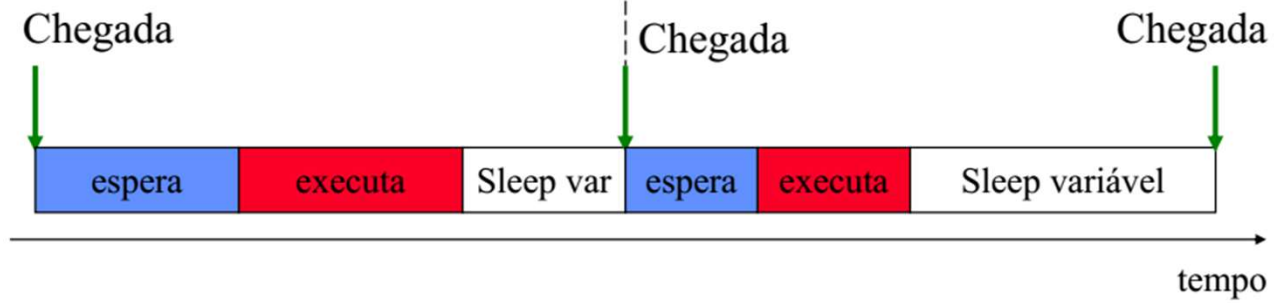 Chegada
Chegada
Chegada
espera
executa
Sleep var
espera
executa
Sleep variável
tempo